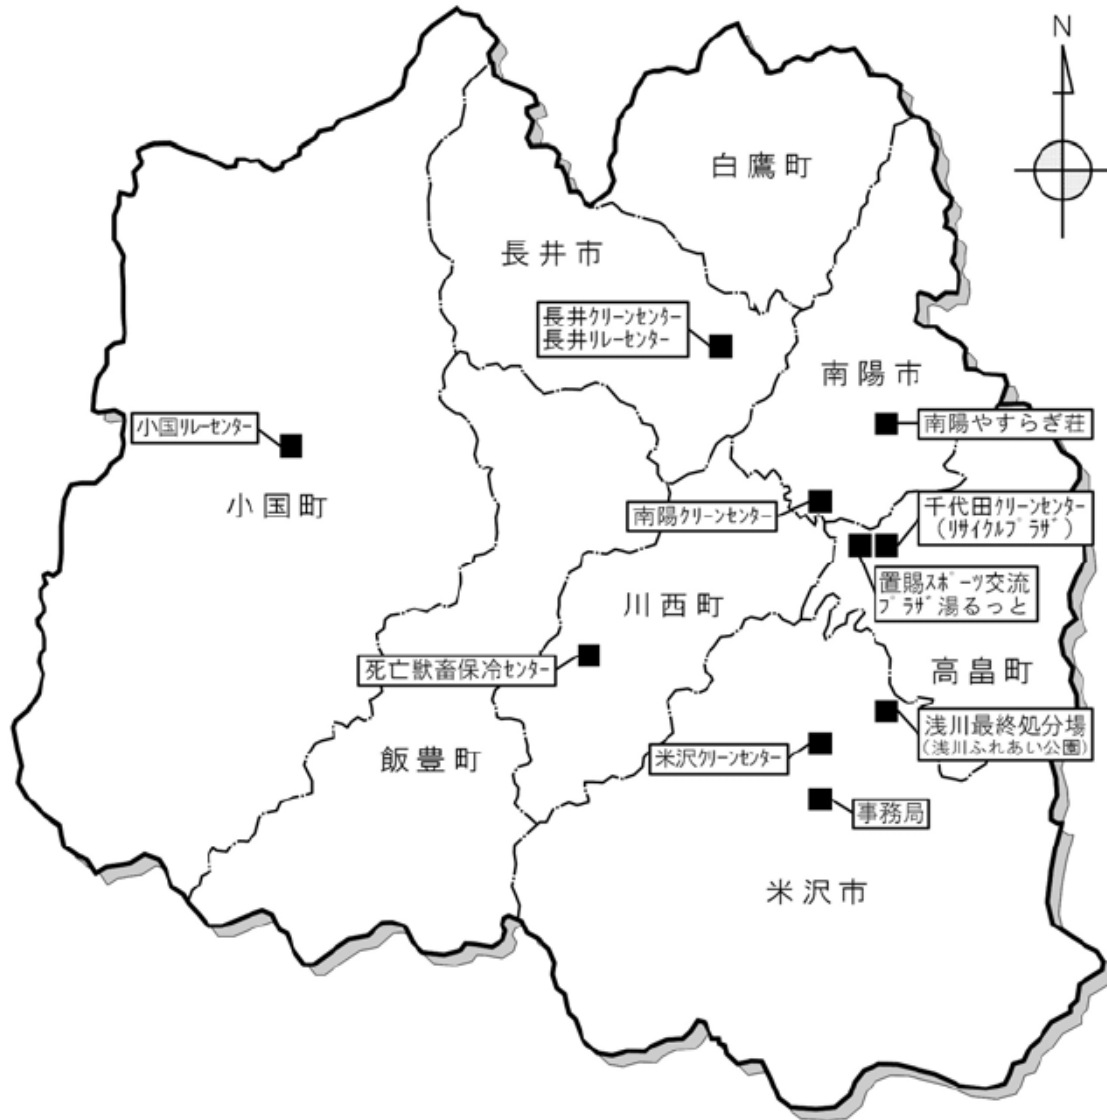 N
白鷹町
長井市
長井ｸﾘｰﾝｾﾝﾀｰ
長井ﾘﾚｰｾﾝﾀｰ
南陽市
小国ﾘﾚｰｾﾝﾀｰ
南陽やすらぎ荘
小国町
南陽ｸﾘｰﾝｾﾝﾀｰ
千代田ｸﾘｰﾝｾﾝﾀｰ
(ﾘｻｲｸﾙﾌﾟﾗｻﾞ)
置賜ｽﾎﾟｰﾂ交流
ﾌﾟﾗｻﾞ湯るっと
川西町
死亡獣畜保冷ｾﾝﾀｰ
高畠町
浅川最終処分場
(浅川ふれあい公園)
飯豊町
米沢ｸﾘｰﾝｾﾝﾀｰ
事務局
米沢市